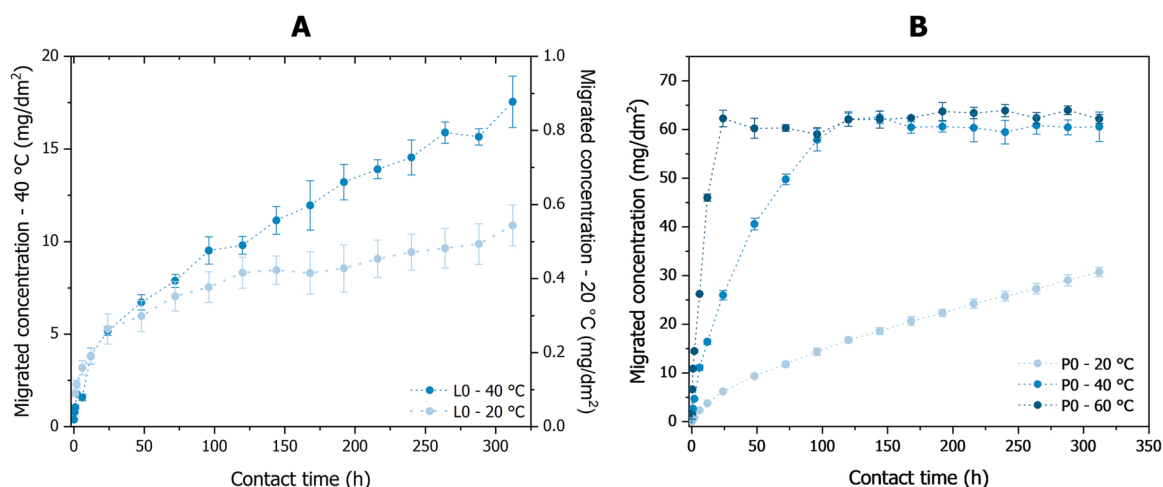 A
Migrated concentration - 40 °C (mg/dm²)
20
15
10
5
0
1.0
0.8
0.6
0.4
0.2
0.0
Migrated concentration - 20 °C (mg/dm²)
L0 - 40 °C
L0 - 20 °C
0 50 100 150 200 250 300
Contact time (h)
B
Migrated concentration (mg/dm²)
70
60
50
40
30
20
10
0
P0 - 20 °C
P0 - 40 °C
P0 - 60 °C
0 50 100 150 200 250 300 350
Contact time (h)